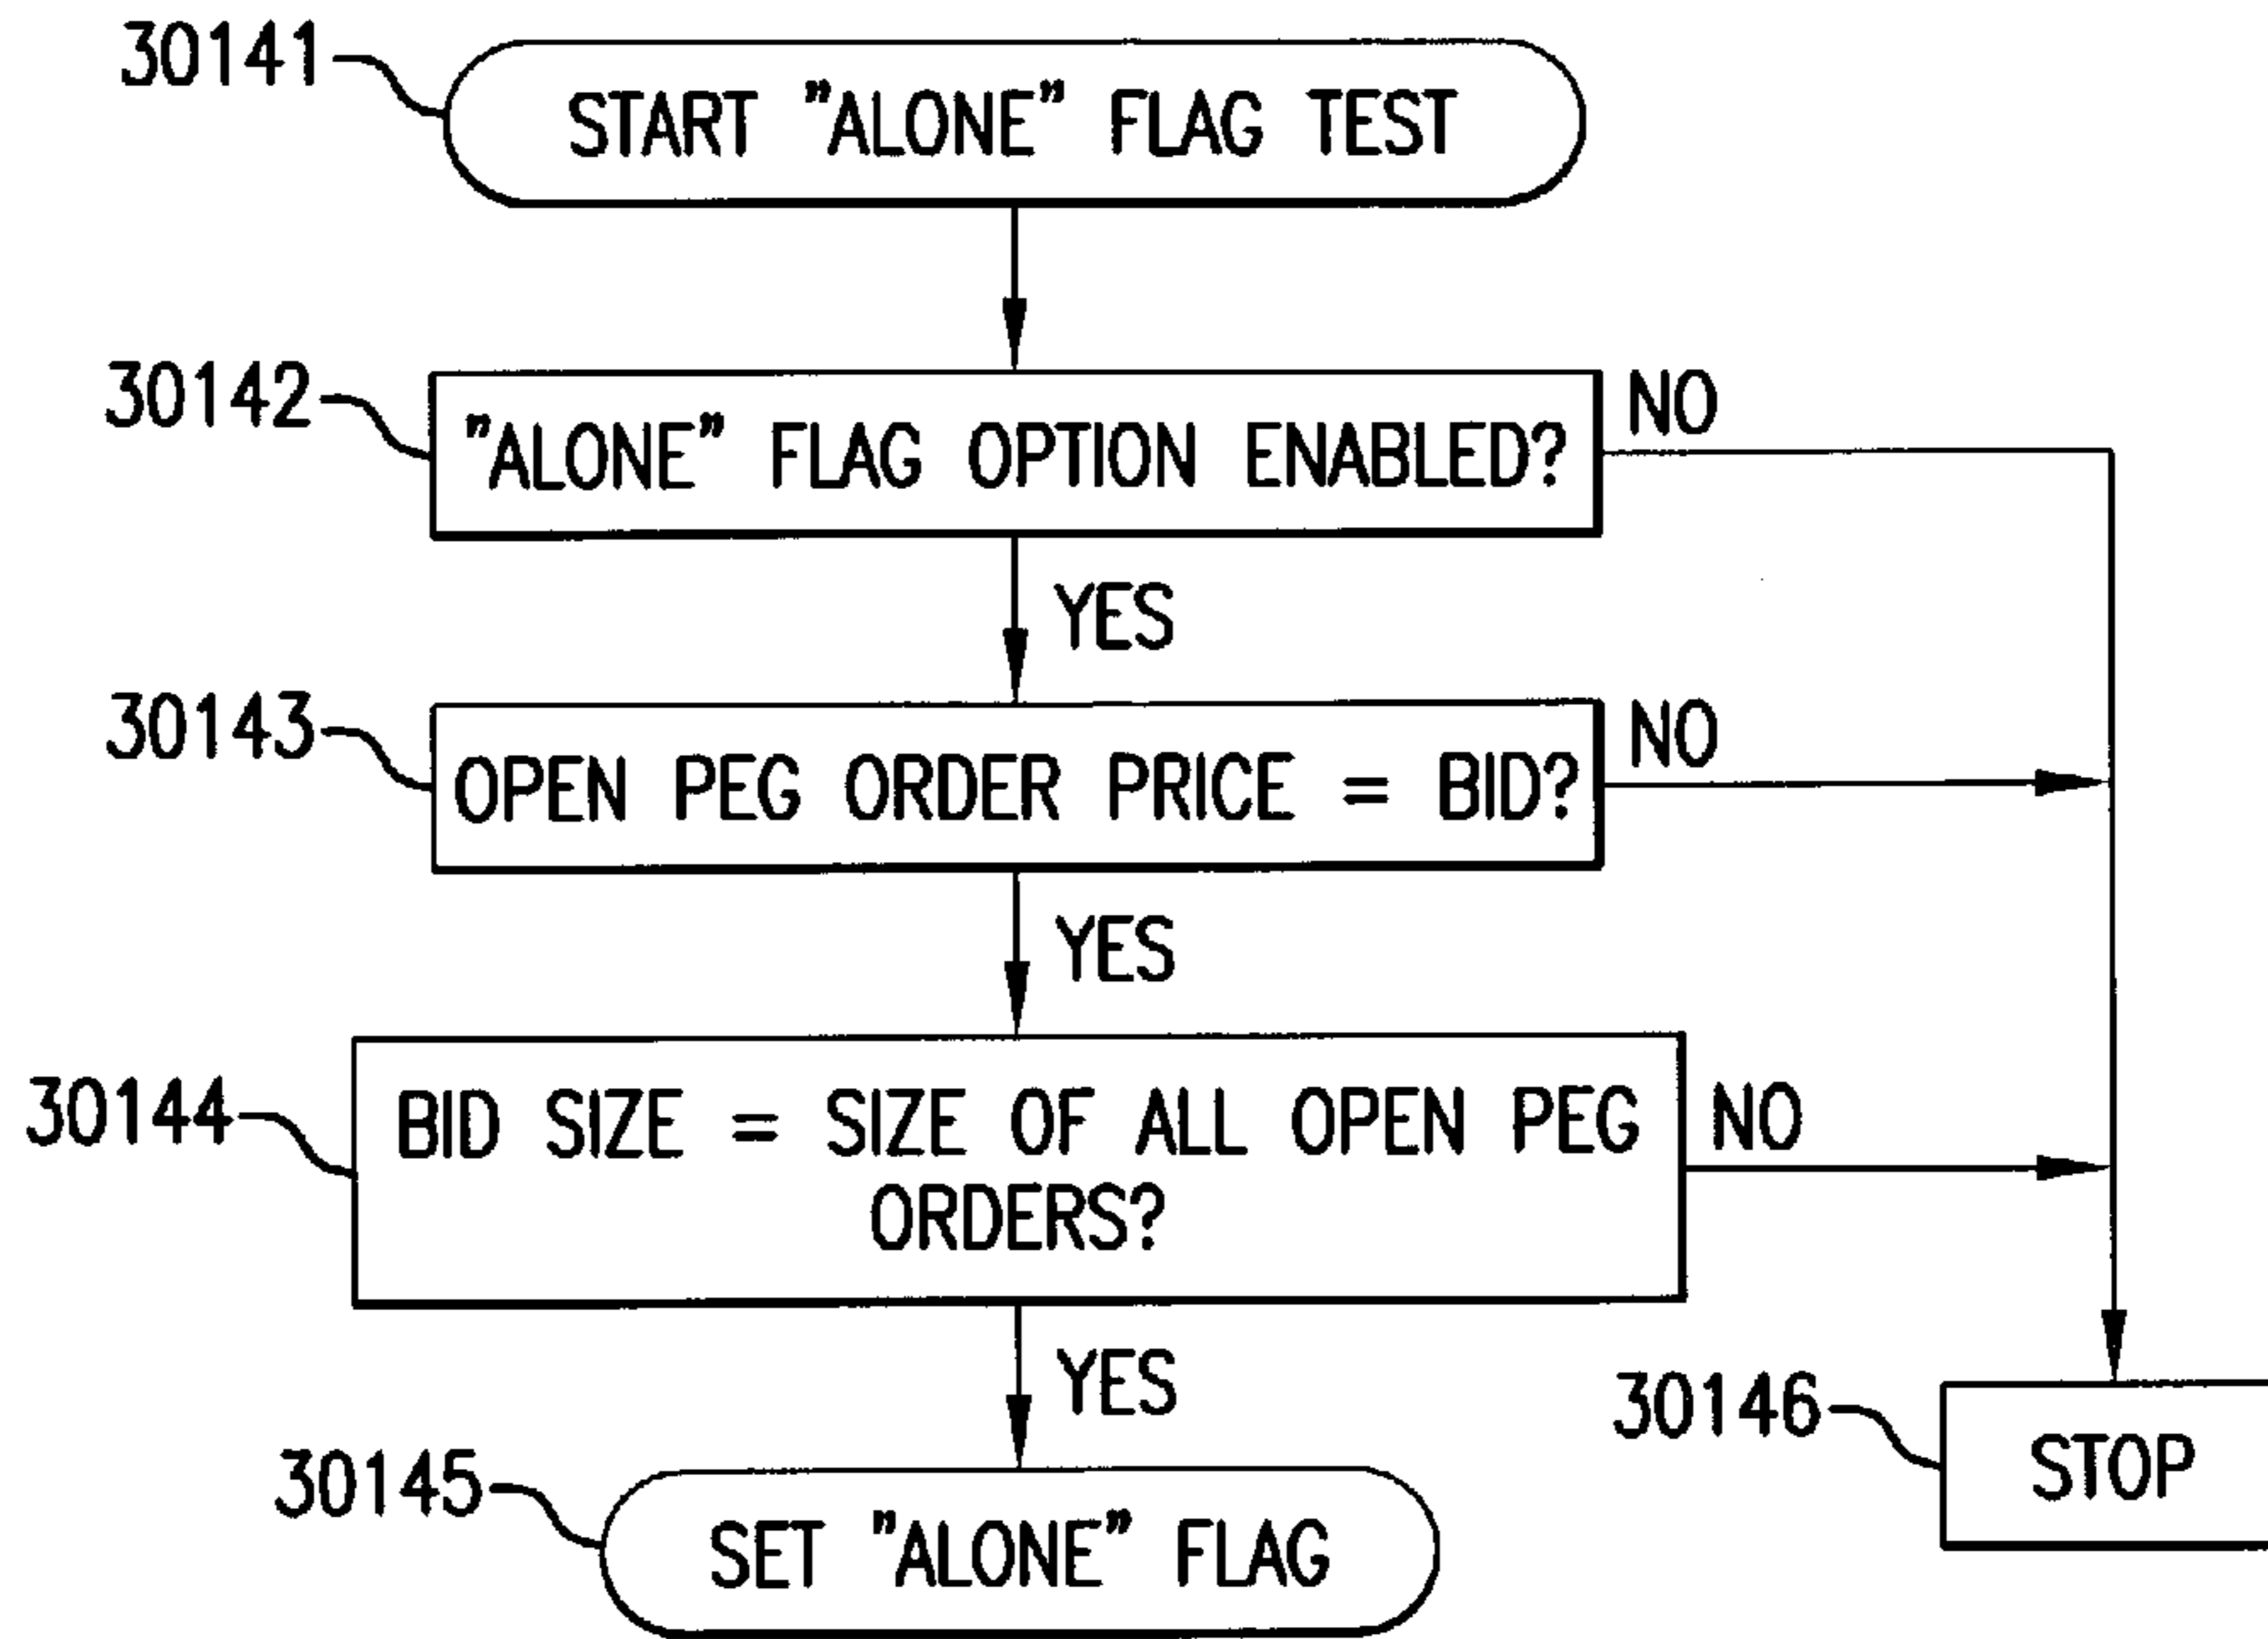 30141
START "ALONE" FLAG TEST
30142
"ALONE" FLAG OPTION ENABLED?
NO
YES
30143
OPEN PEG ORDER PRICE = BID?
NO
YES
30144
BID SIZE = SIZE OF ALL OPEN PEG
ORDERS?
NO
YES
30145
SET "ALONE" FLAG
30146
STOP